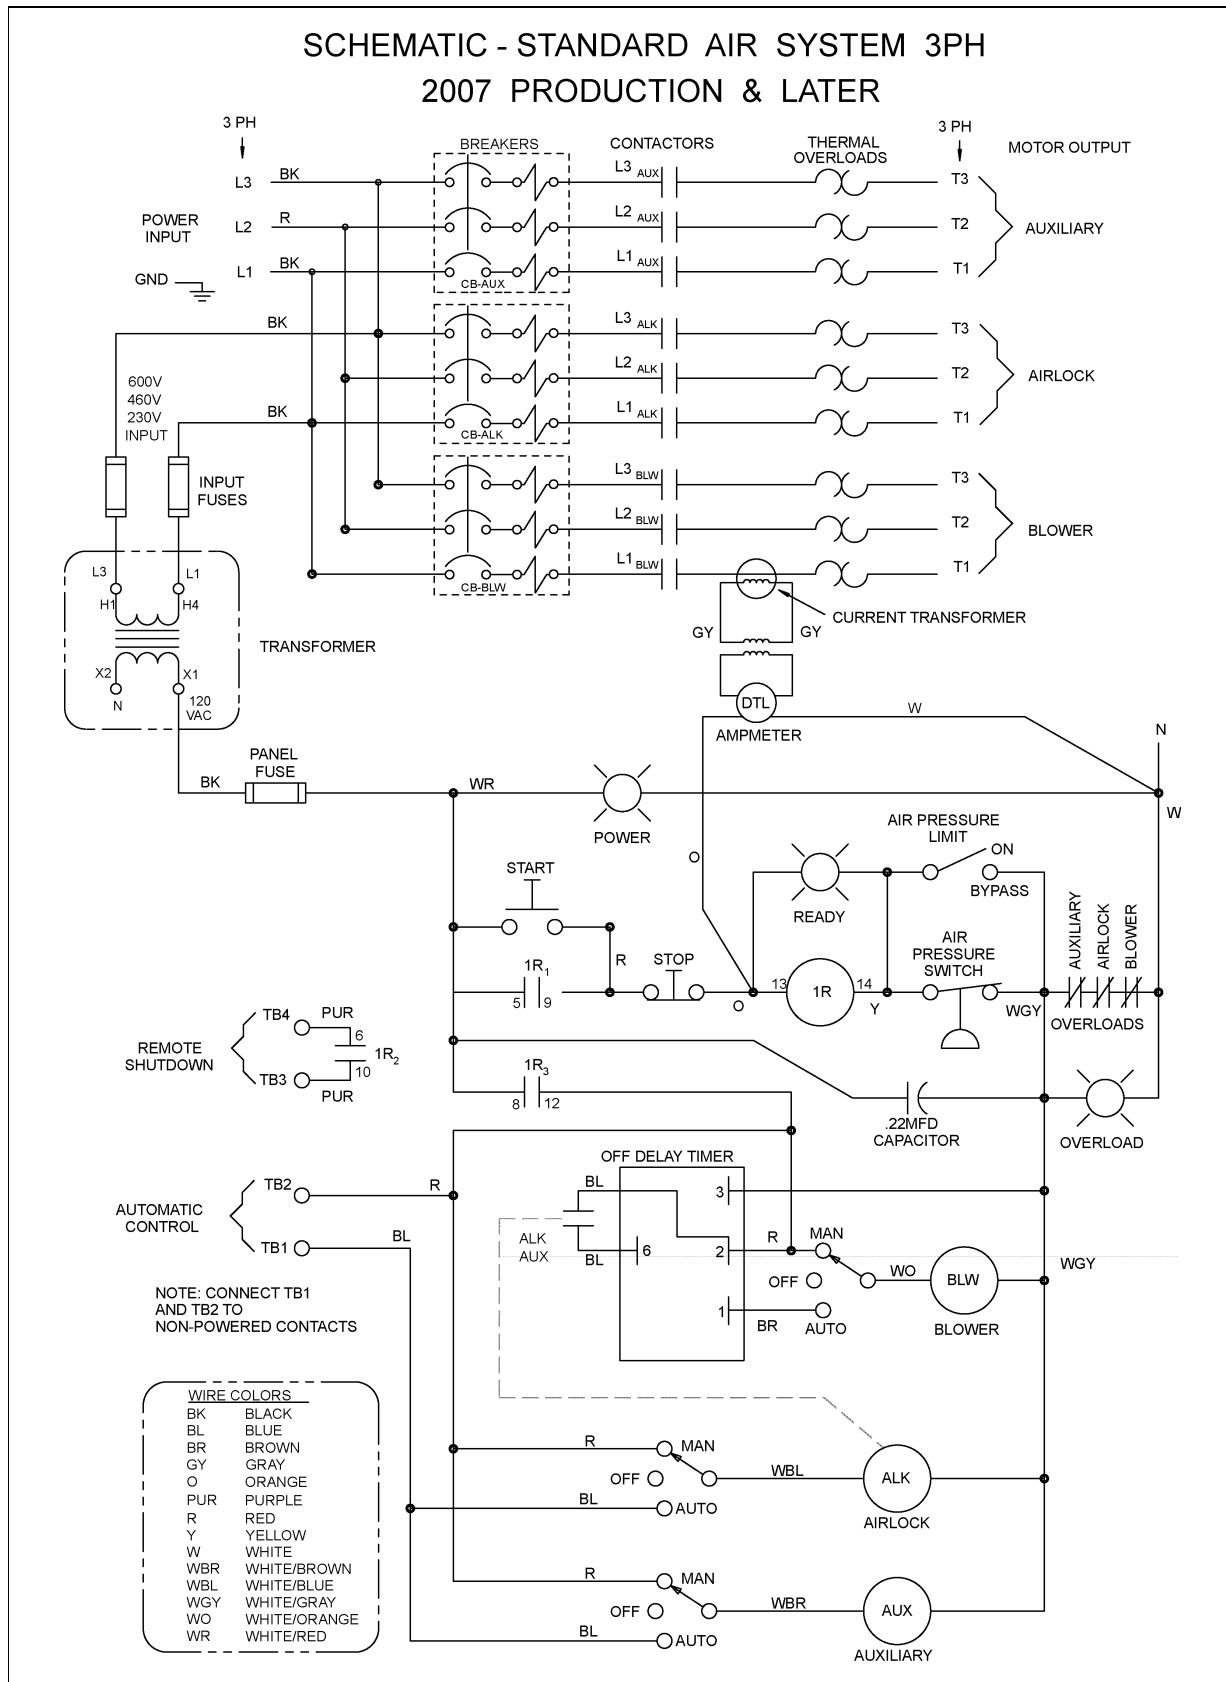 SCHEMATIC - STANDARD AIR SYSTEM 3PH
2007 PRODUCTION & LATER
3 PH
BREAKERS
CONTACTORS
THERMAL
OVERLOADS
3 PH
MOTOR OUTPUT
L3
BK
L3 AUX
T3
POWER
INPUT
L2
R
L2 AUX
T2
AUXILIARY
GND
L1
BK
CB-AUX
L1 AUX
T1
BK
L3 ALK
T3
600V
460V
230V
INPUT
L2 ALK
T2
AIRLOCK
BK
CB-ALK
L1 ALK
T1
INPUT
FUSES
L3 BLW
T3
L2 BLW
T2
BLOWER
CB-BLW
L1 BLW
T1
L3
L1
H1
H4
TRANSFORMER
X2
X1
N
120
VAC
GY
GY
CURRENT TRANSFORMER
DTL
AMPMETER
W
N
PANEL
FUSE
BK
WR
POWER
W
O
START
READY
AIR PRESSURE
LIMIT
ON
BYPASS
AUXILIARY
AIRLOCK
BLOWER
R
STOP
1R1
5
9
O
13
1R
14
Y
AIR
PRESSURE
SWITCH
WGY
OVERLOADS
REMOTE
SHUTDOWN
TB4
PUR
6
1R2
10
TB3
PUR
1R3
8
12
.22MFD
CAPACITOR
OVERLOAD
OFF DELAY TIMER
AUTOMATIC
CONTROL
TB2
R
TB1
BL
BL
ALK
AUX
BL
3
6
2
1
R
MAN
OFF
WO
BLW
BLOWER
WGY
BR
AUTO
NOTE: CONNECT TB1
AND TB2 TO
NON-POWERED CONTACTS
WIRE COLORS
BK BLACK
BL BLUE
BR BROWN
GY GRAY
O ORANGE
PUR PURPLE
R RED
Y YELLOW
W WHITE
WBR WHITE/BROWN
WBL WHITE/BLUE
WGY WHITE/GRAY
WO WHITE/ORANGE
WR WHITE/RED
R
MAN
OFF
WBL
ALK
BL
AUTO
AIRLOCK
R
MAN
OFF
WBR
AUX
BL
AUTO
AUXILIARY